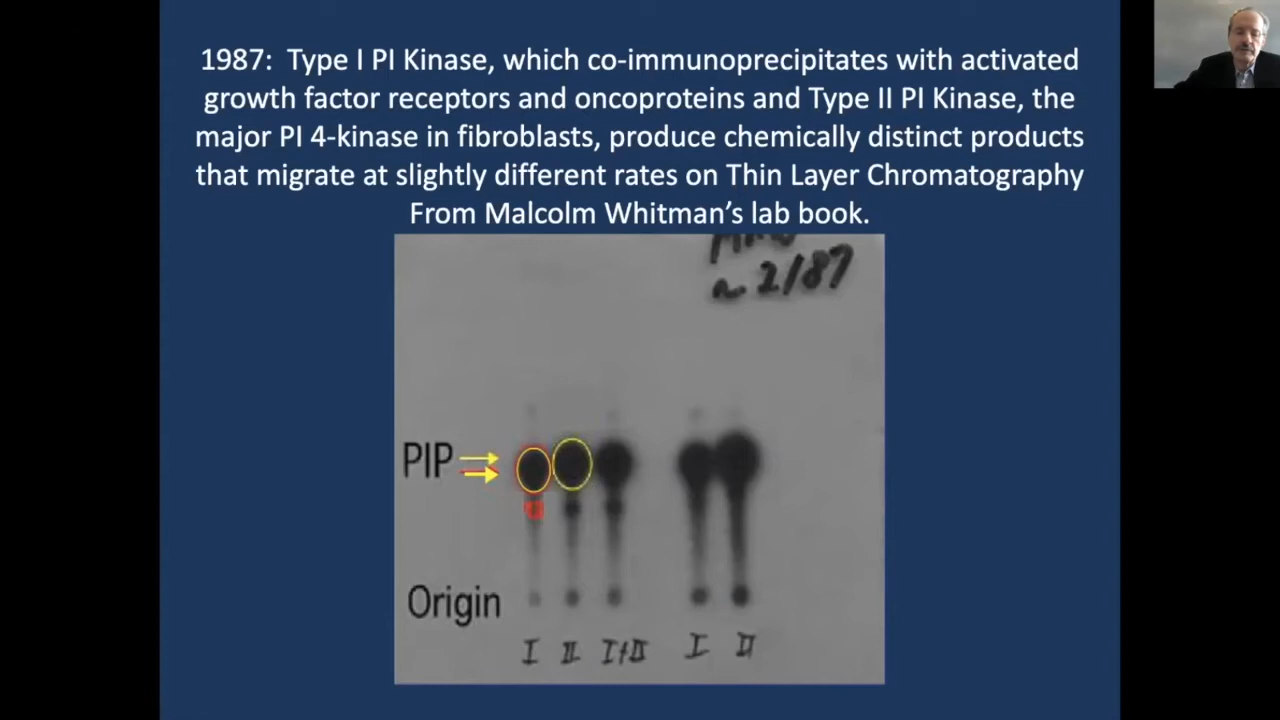 1987:  Type I PI Kinase, which co-immunoprecipitates with activated
growth factor receptors and oncoproteins and Type II PI Kinase, the
major PI 4-kinase in fibroblasts, produce chemically distinct products
that migrate at slightly different rates on Thin Layer Chromatography
From Malcolm Whitman’s lab book.
~ 2/87
PIP
Origin
I II I+II I II